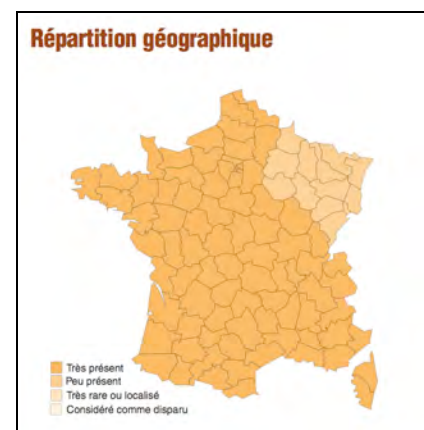 Répartition géographique
Très présent
Peu présent
Très rare ou localisé
Considéré comme disparu